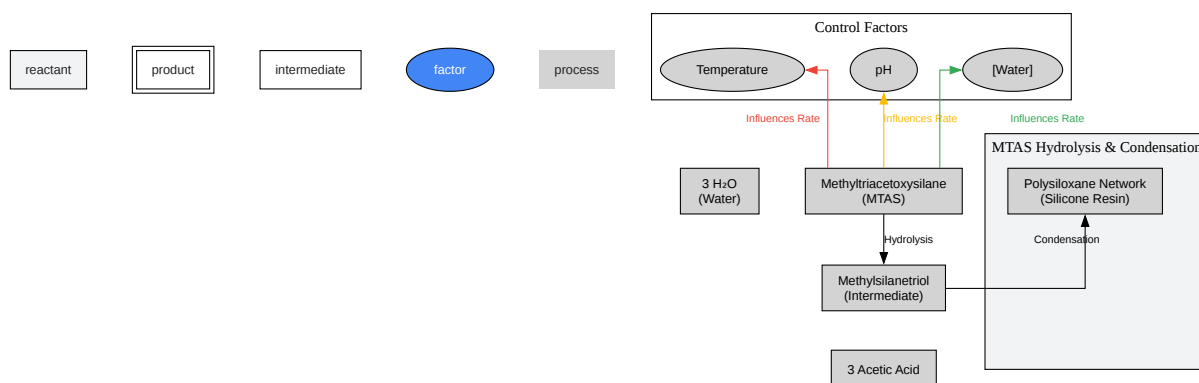 reactant
product
intermediate
factor
process
Control Factors
Temperature
pH
[Water]
Influences Rate
Influences Rate
Influences Rate
MTAS Hydrolysis & Condensation
3 H₂O
(Water)
Methyltriacetoxysilane
(MTAS)
Polysiloxane Network
(Silicone Resin)
Hydrolysis
Condensation
Methylsilanetriol
(Intermediate)
3 Acetic Acid